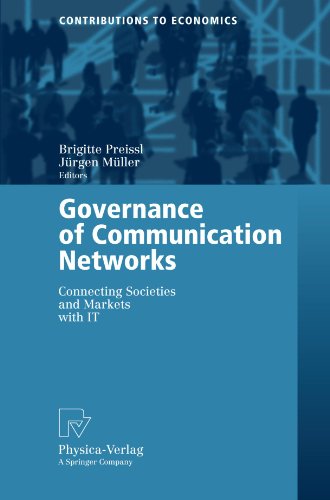 CONTRIBUTIONS TO ECONOMICS
Brigitte Preissl
Jürgen Müller
Editors
Governance
of Communication
Networks
Connecting Societies
and Markets
with IT
Physica-Verlag
A Springer Company